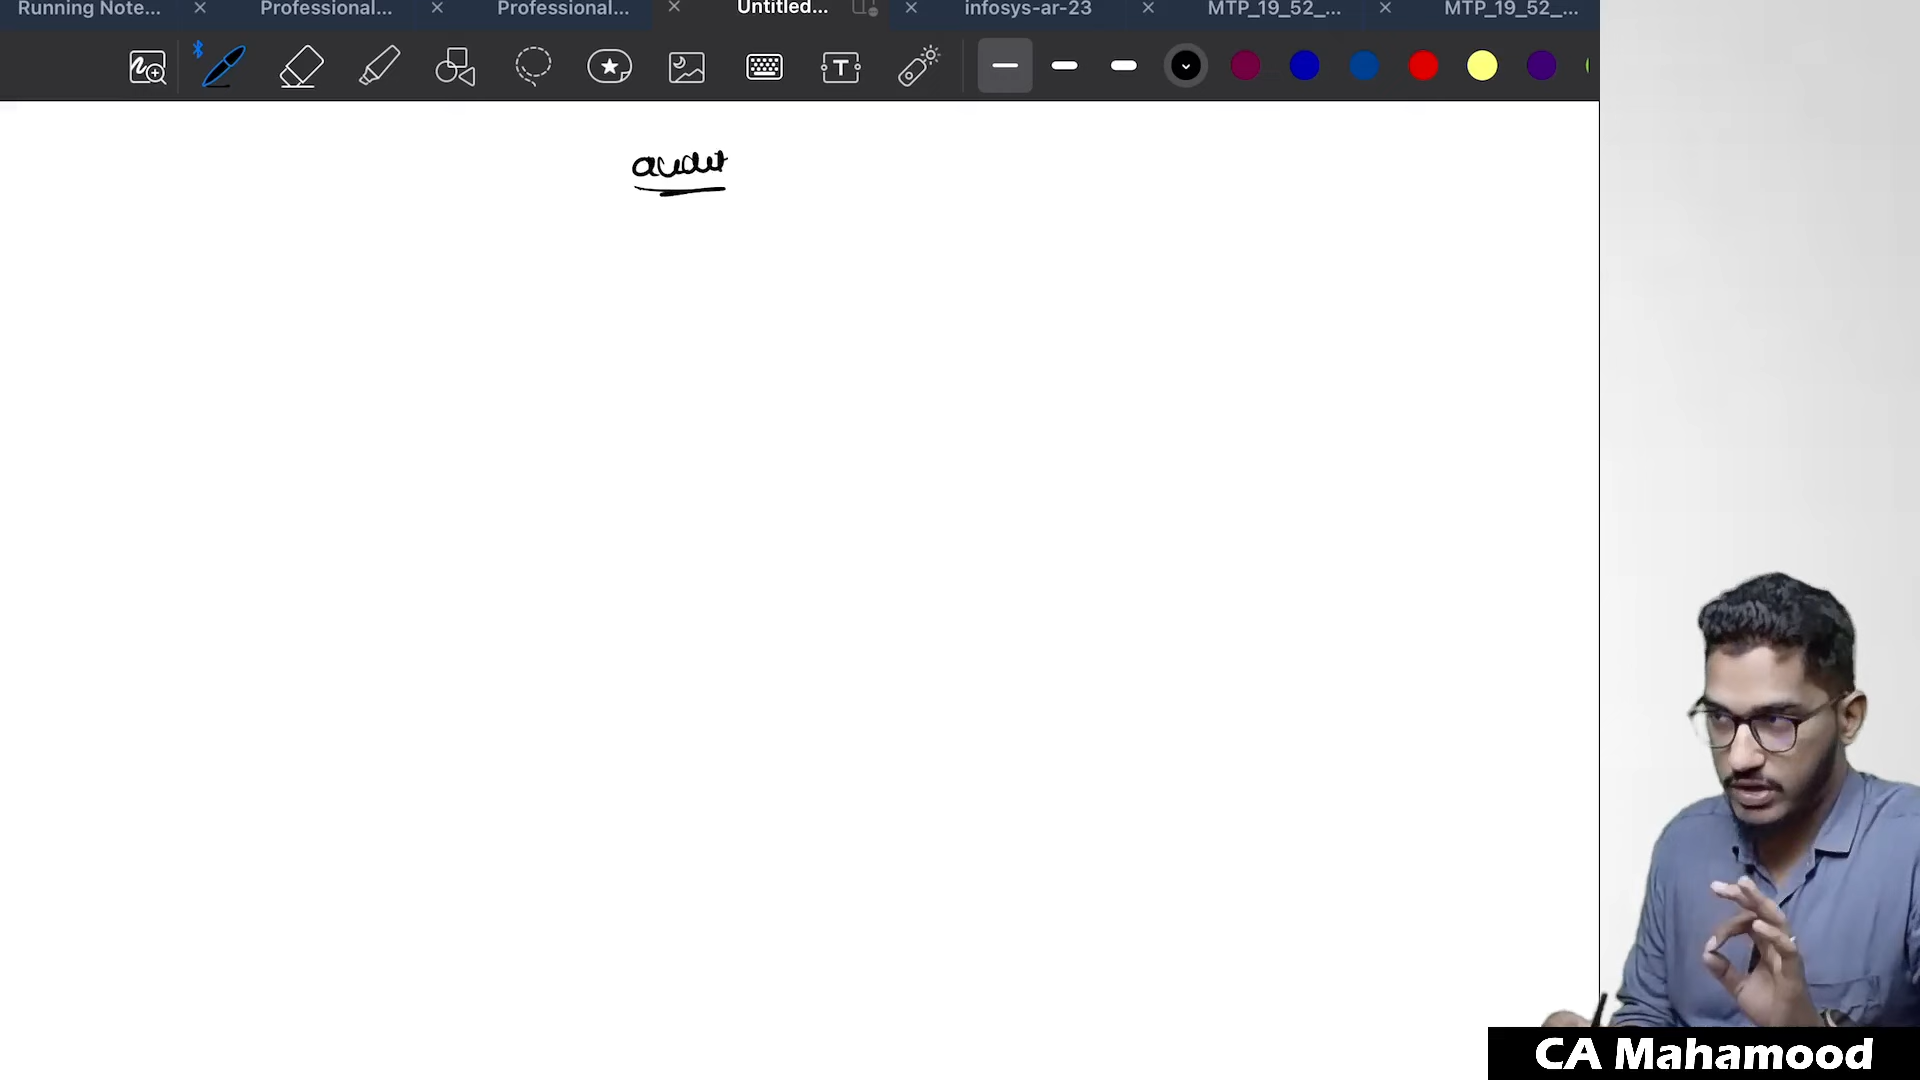 Running Note...
Professional...
Professional...
Untitled...
infosys-ar-23
MTP_19_52_...
MTP_19_52_...
T
audit
CA Mahamood